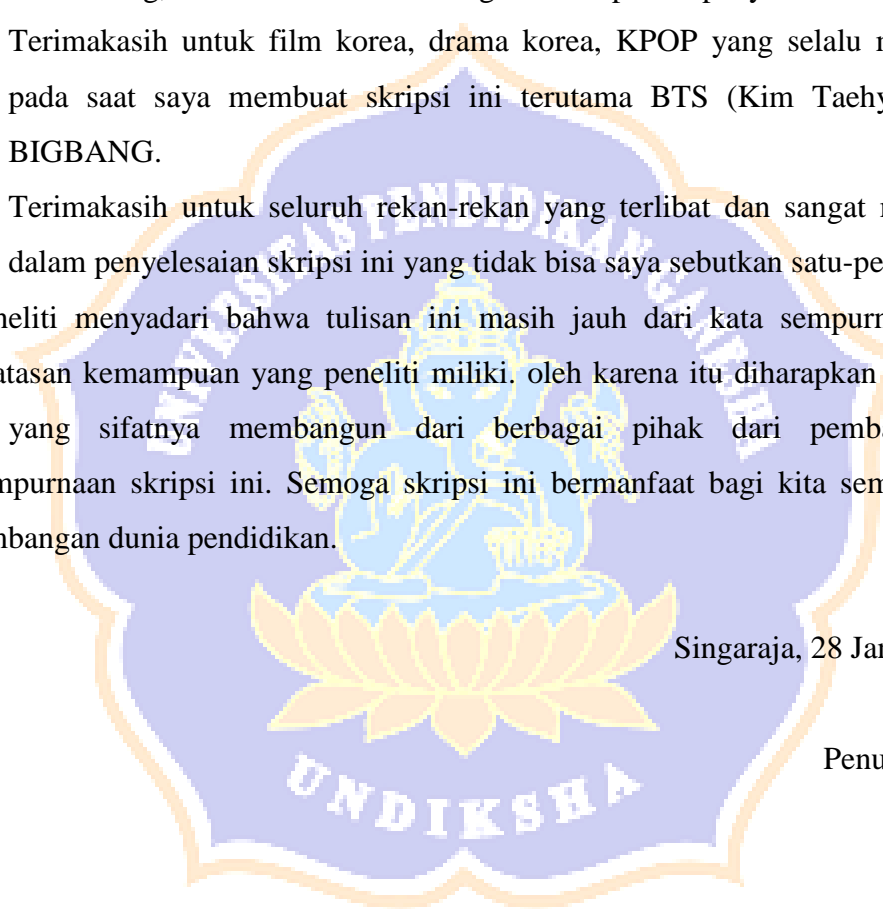 Terimakasih untuk film korea, drama korea, KPOP yang selalu
pada saat saya membuat skripsi ini terutama BTS (Kim Taehy
BIGBANG.
Terimakasih untuk seluruh rekan-rekan yang terlibat dan sangat
dalam penyelesaian skripsi ini yang tidak bisa saya sebutkan satu-pe
neliti menyadari bahwa tulisan ini masih jauh dari kata sempurn
atasan kemampuan yang peneliti miliki. oleh karena itu diharapkan
yang sifatnya membangun dari berbagai pihak dari pemba
mpurnaan skripsi ini. Semoga skripsi ini bermanfaat bagi kita sem
nbangan dunia pendidikan.
Singaraja, 28 Jan
Penu
UNIVERSITAS PENDIDIKAN GANESHA
UNDIKSHA